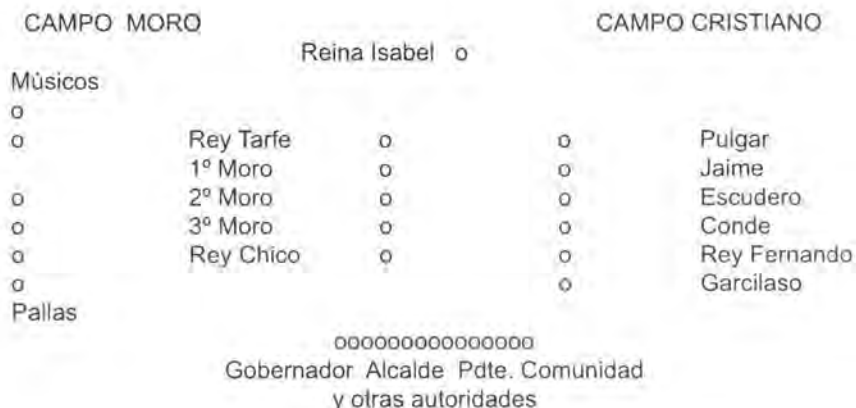 CAMPO MORO CAMPO CRISTIANO
Reina Isabel o
Músicos
o
o Rey Tarfe o o Pulgar
1º Moro o o Jaime
o 2º Moro o o Escudero
o 3º Moro o o Conde
o Rey Chico o o Rey Fernando
o o Garcilaso
Pallas
ooooooooooooooo
Gobernador Alcalde Pdte. Comunidad
y otras autoridades